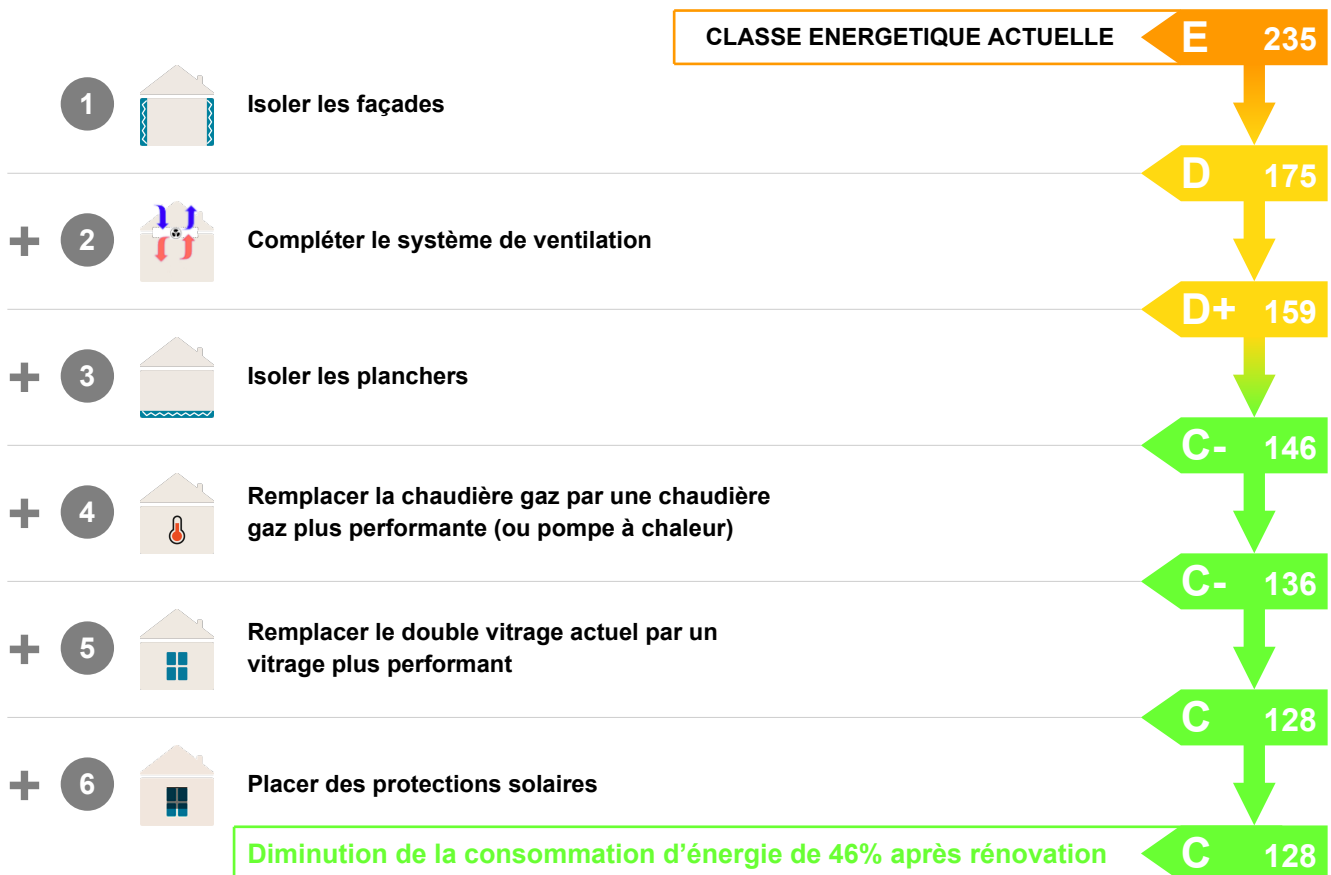 CLASSE ENERGETIQUE ACTUELLE E 235
1 Isoler les façades
D 175
+ 2 Compléter le système de ventilation
D+ 159
+ 3 Isoler les planchers
C- 146
+ 4 Remplacer la chaudière gaz par une chaudière
gaz plus performante (ou pompe à chaleur)
C- 136
+ 5 Remplacer le double vitrage actuel par un
vitrage plus performant
C 128
+ 6 Placer des protections solaires
Diminution de la consommation d’énergie de 46% après rénovation C 128